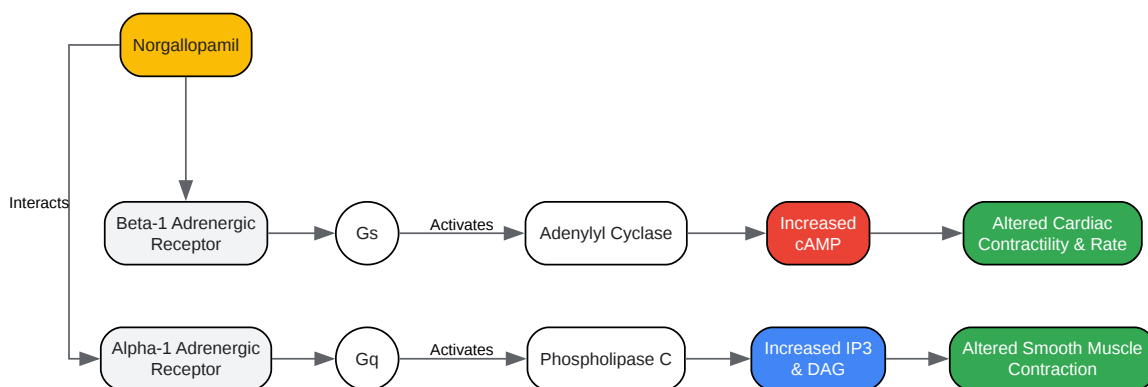 Norgallopamil
Interacts
Beta-1 Adrenergic
Receptor
Gs
Activates
Adenylyl Cyclase
Increased
cAMP
Altered Cardiac
Contractility & Rate
Alpha-1 Adrenergic
Receptor
Gq
Activates
Phospholipase C
Increased IP3
& DAG
Altered Smooth Muscle
Contraction